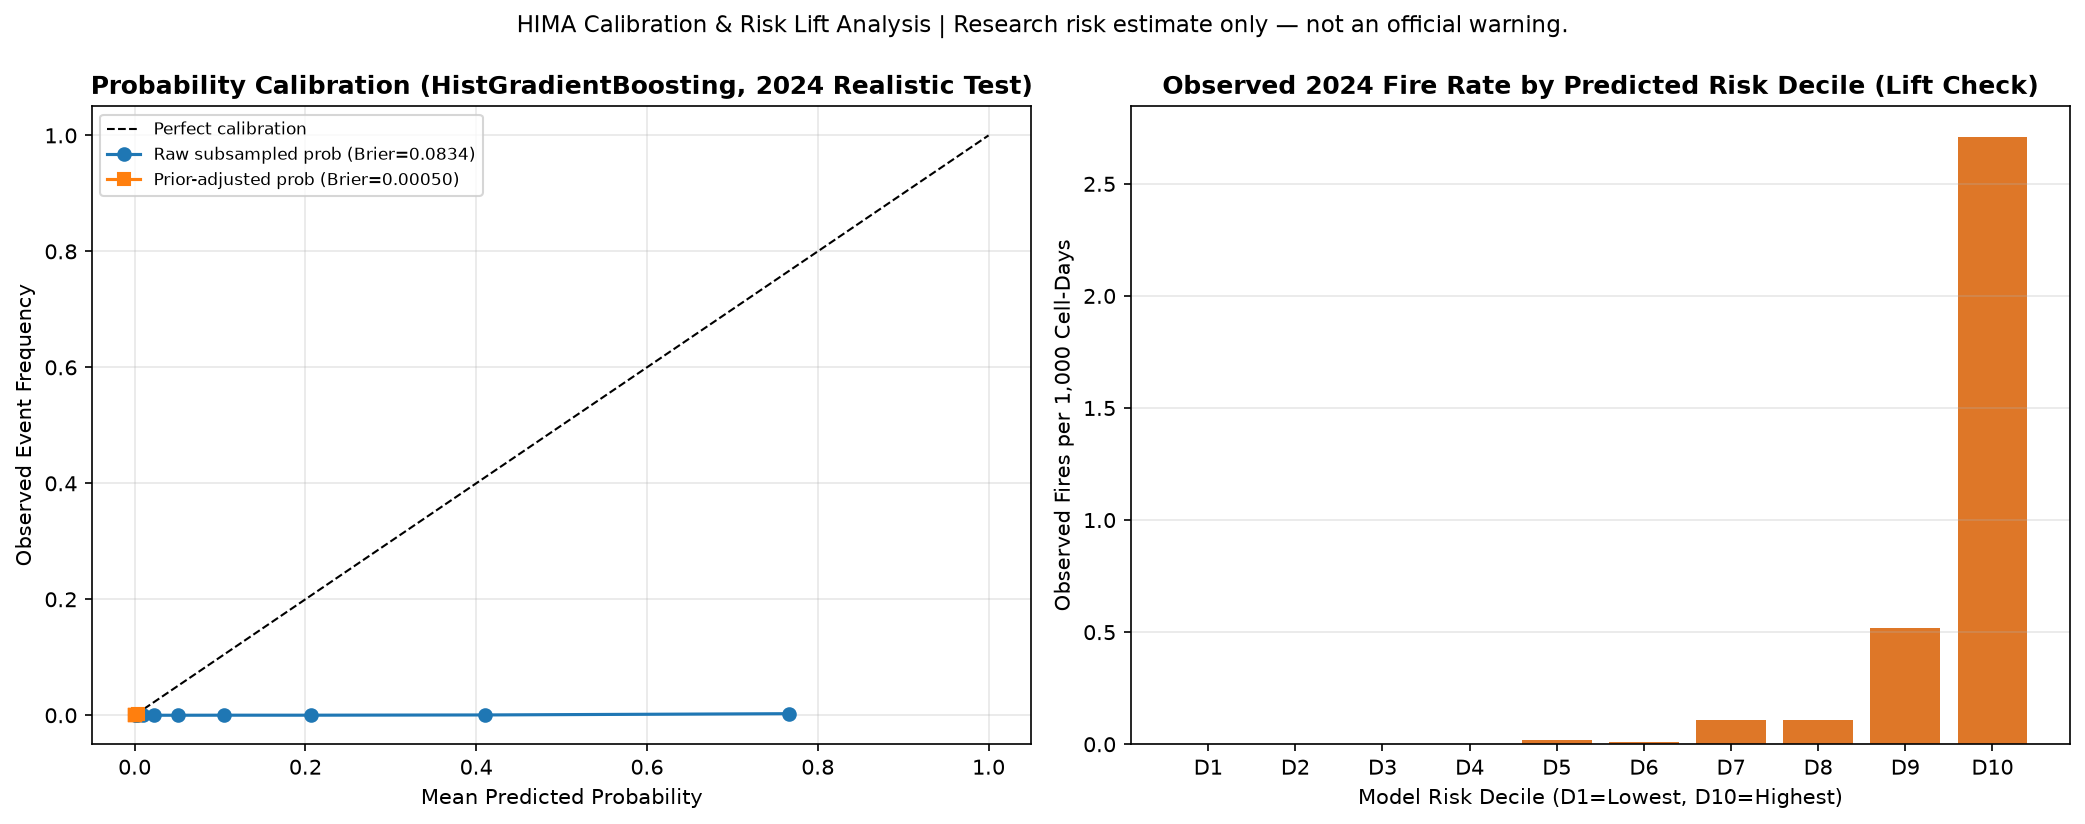 HIMA Calibration & Risk Lift Analysis | Research risk estimate only — not an official warning.
Probability Calibration (HistGradientBoosting, 2024 Realistic Test)
Perfect calibration
Raw subsampled prob (Brier=0.0834)
Prior-adjusted prob (Brier=0.00050)
Observed Event Frequency
1.0
0.8
0.6
0.4
0.2
0.0
0.0 0.2 0.4 0.6 0.8 1.0
Mean Predicted Probability
Observed 2024 Fire Rate by Predicted Risk Decile (Lift Check)
Observed Fires per 1,000 Cell-Days
2.5
2.0
1.5
1.0
0.5
0.0
D1 D2 D3 D4 D5 D6 D7 D8 D9 D10
Model Risk Decile (D1=Lowest, D10=Highest)